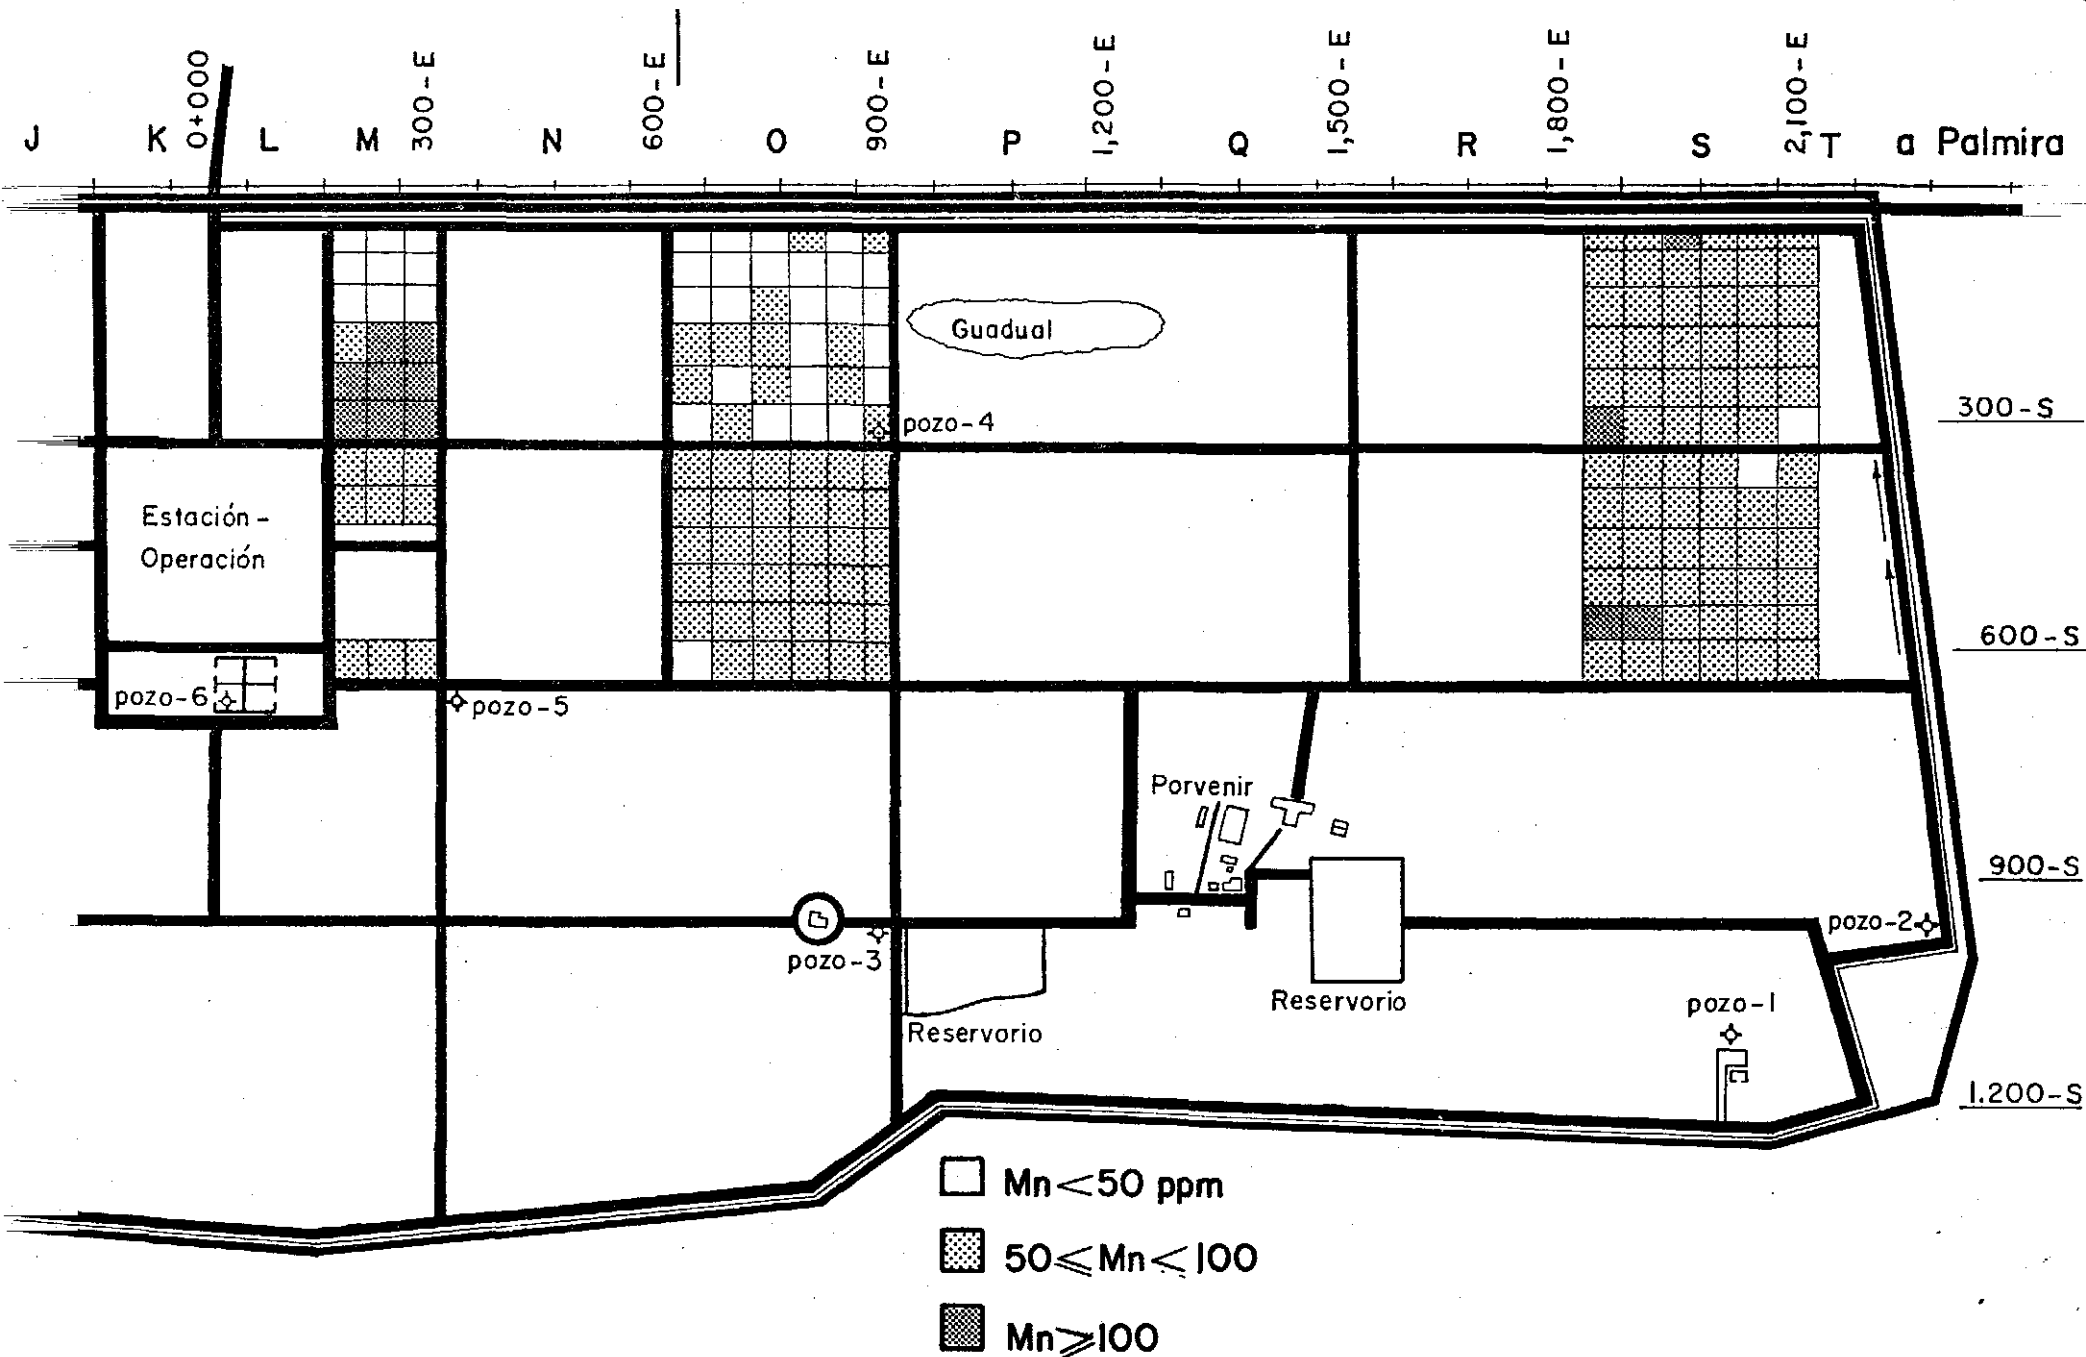 0+000
300-E
600-E
900-E
1,200-E
1,500-E
1,800-E
2,100-E
J K L M N O P Q R S T a Palmira
Guadual
300-S
pozo-4
Estación-
Operación
600-S
pozo-6
pozo-5
Porvenir
900-S
pozo-2
pozo-3
Reservorio
pozo-1
Reservorio
1.200-S
Mn<50 ppm
50⩽Mn<100
Mn⩾100